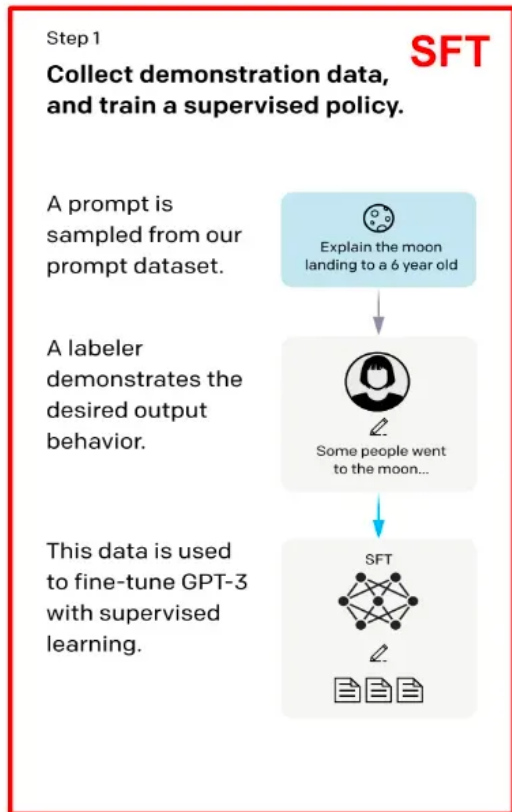 Step 1
SFT
Collect demonstration data,
and train a supervised policy.
A prompt is
sampled from our
prompt dataset.
Explain the moon
landing to a 6 year old
A labeler
demonstrates the
desired output
behavior.
Some people went
to the moon...
This data is used
to fine-tune GPT-3
with supervised
learning.
SFT